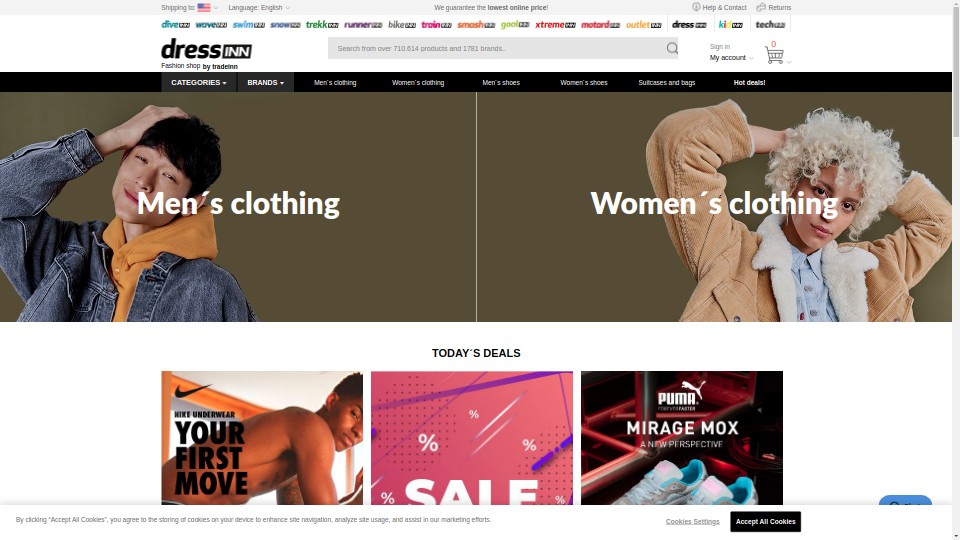 Shipping to:
Language: English
We guarantee the lowest online price!
Help & Contact
Returns
diveinn waveinn swiminn snowinn trekkinn runnerinn bikeinn traininn smashinn goalinn xtremeinn motardinn outletinn dressinn kidinn techinn
dressinn
Fashion shop by tradeinn
Search from over 710.614 products and 1781 brands..
Sign in
My account
0
CATEGORIES
BRANDS
Men´s clothing
Women´s clothing
Men´s shoes
Women´s shoes
Suitcases and bags
Hot deals!
Men´s clothing
Women´s clothing
TODAY´S DEALS
NIKE UNDERWEAR
YOUR
FIRST
MOVE
%
%
%
%
SALE
PUMA
FOREVER FASTER
MIRAGE MOX
A NEW PERSPECTIVE
By clicking “Accept All Cookies”, you agree to the storing of cookies on your device to enhance site navigation, analyze site usage, and assist in our marketing efforts.
Cookies Settings
Accept All Cookies